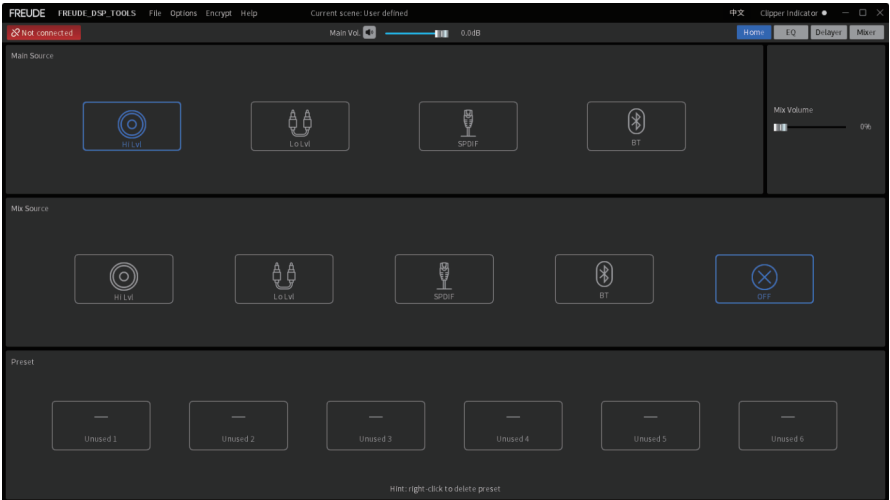 FREUDE FREUDE_DSP_TOOLS File Options Encrypt Help Current scene: User defined 中文 Clipper Indicator
Not connected Main Vol. 0.0dB Home EQ Delayer Mixer
Main Source
Mix Volume
0%
Hi Lvl Lo Lvl SPDIF BT
Mix Source
Hi Lvl Lo Lvl SPDIF BT OFF
Preset
Unused 1 Unused 2 Unused 3 Unused 4 Unused 5 Unused 6
Hint: right-click to delete preset